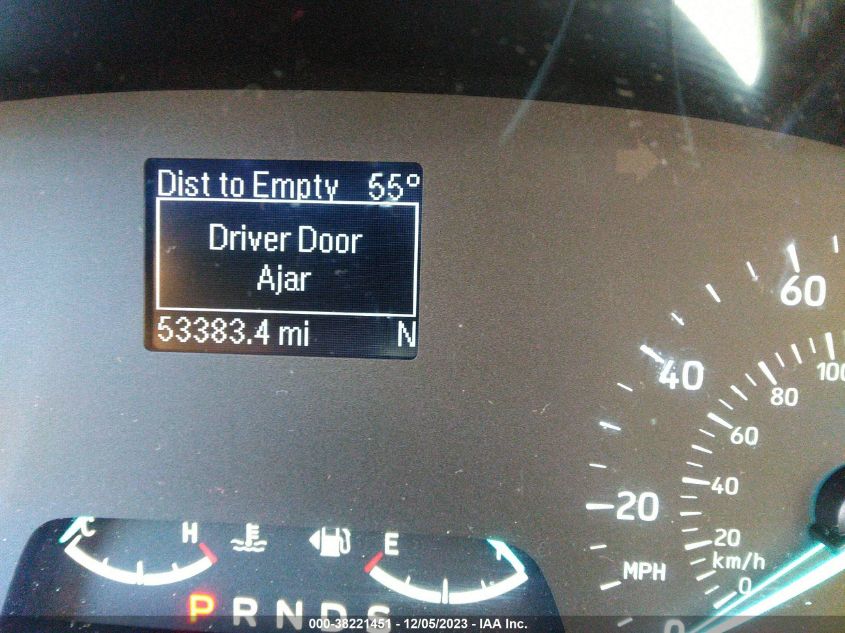 Dist to Empty 55°
Driver Door
Ajar
53383.4 mi N
60
40
100
80
60
20
40
20
MPH
km/h
0
0
C H E
P R N D S
000-38221451 - 12/05/2023 - IAA Inc.